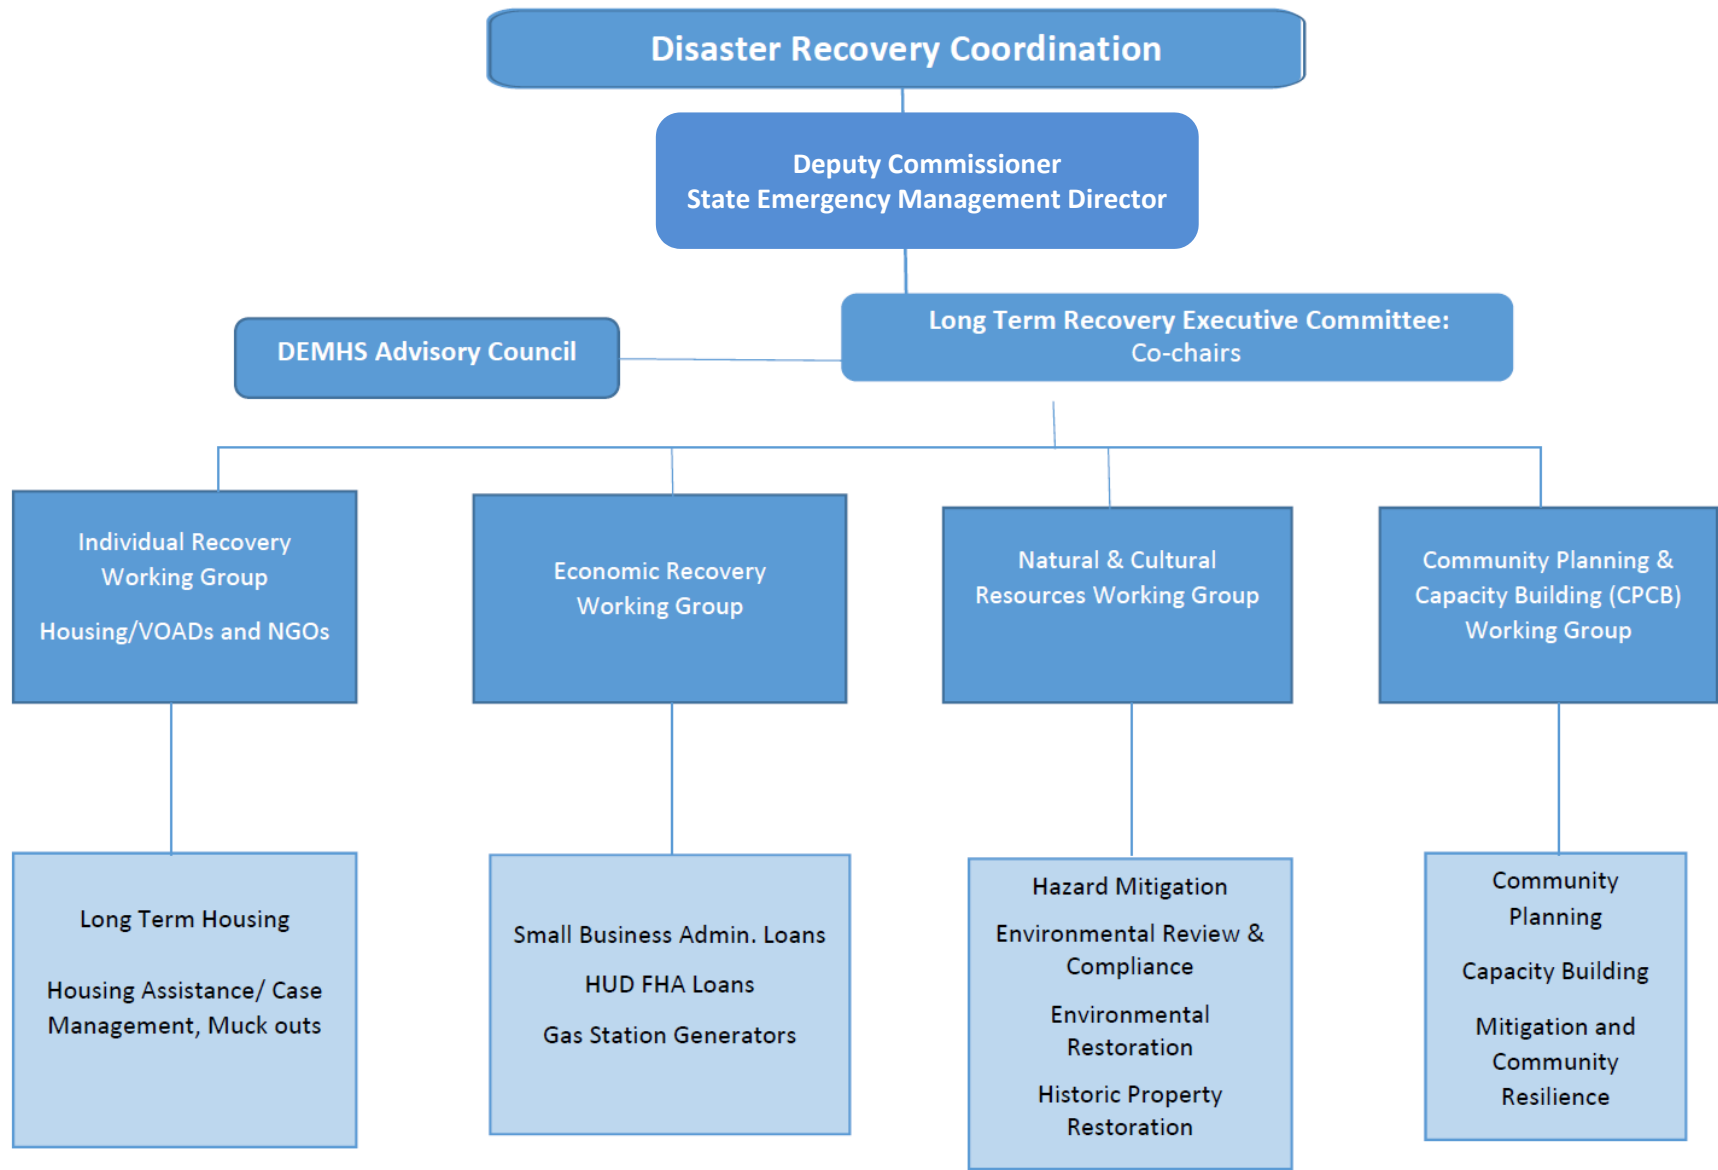 Disaster Recovery Coordination
Deputy Commissioner
State Emergency Management Director
Long Term Recovery Executive Committee:
Co-chairs
DEMHS Advisory Council
Individual Recovery
Working Group
Housing/VOADs and NGOs
Economic Recovery
Working Group
Natural & Cultural
Resources Working Group
Community Planning &
Capacity Building (CPCB)
Working Group
Long Term Housing
Housing Assistance/ Case
Management, Muck outs
Small Business Admin. Loans
HUD FHA Loans
Gas Station Generators
Hazard Mitigation
Environmental Review &
Compliance
Environmental
Restoration
Historic Property
Restoration
Community
Planning
Capacity Building
Mitigation and
Community
Resilience